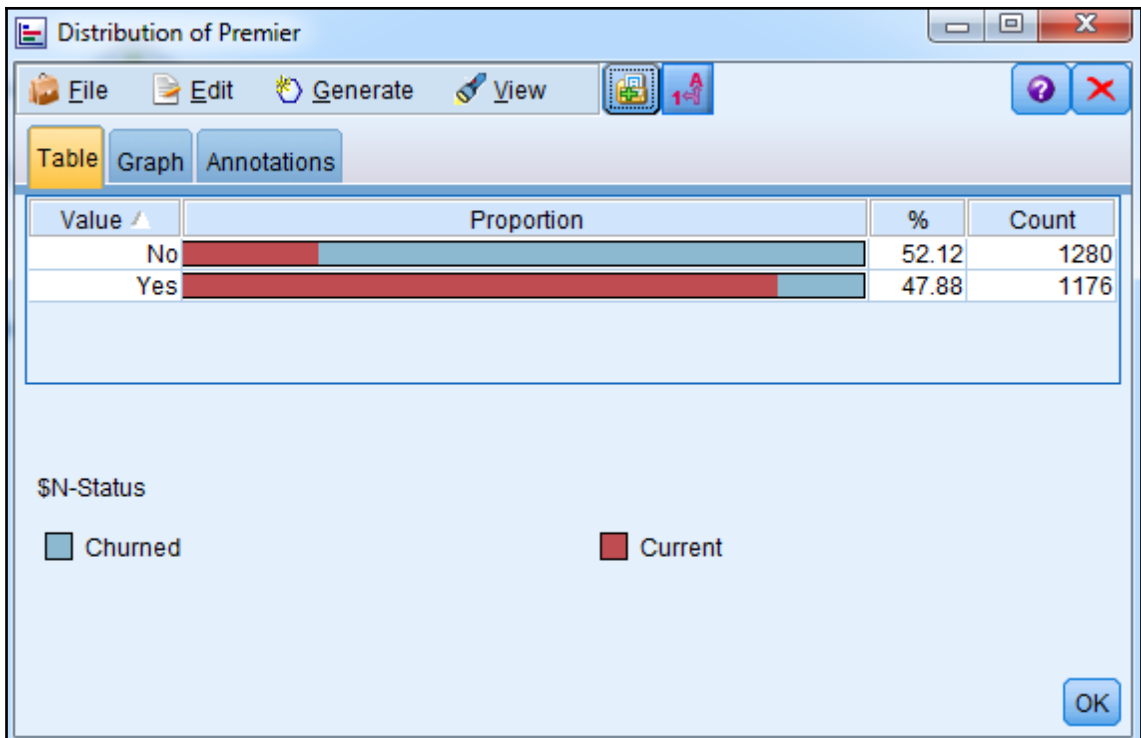 Distribution of Premier
File Edit Generate View
Table Graph Annotations
Value Proportion % Count
No 52.12 1280
Yes 47.88 1176
$N-Status
Churned Current
OK